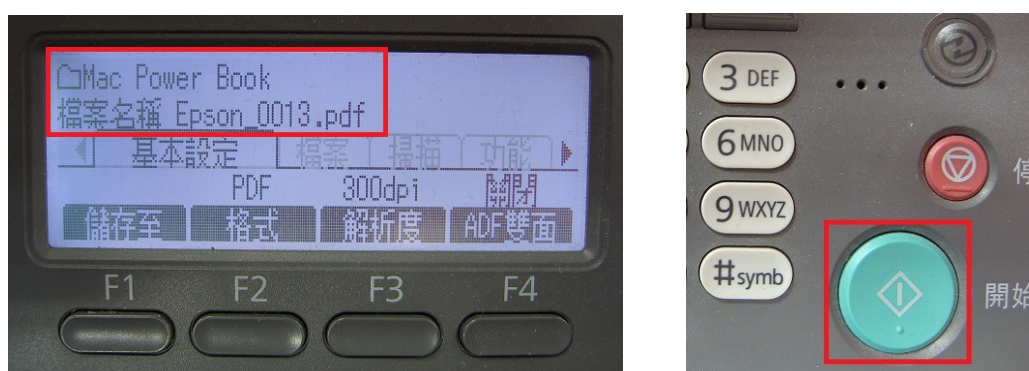 Mac Power Book
檔案名稱 Epson_0013.pdf
基本設定 檔案 掃描 功能
PDF 300dpi 關閉
儲存至 格式 解析度 ADF雙面
F1 F2 F3 F4
3 DEF
6 MNO
9 WXYZ
#symb
停
開始